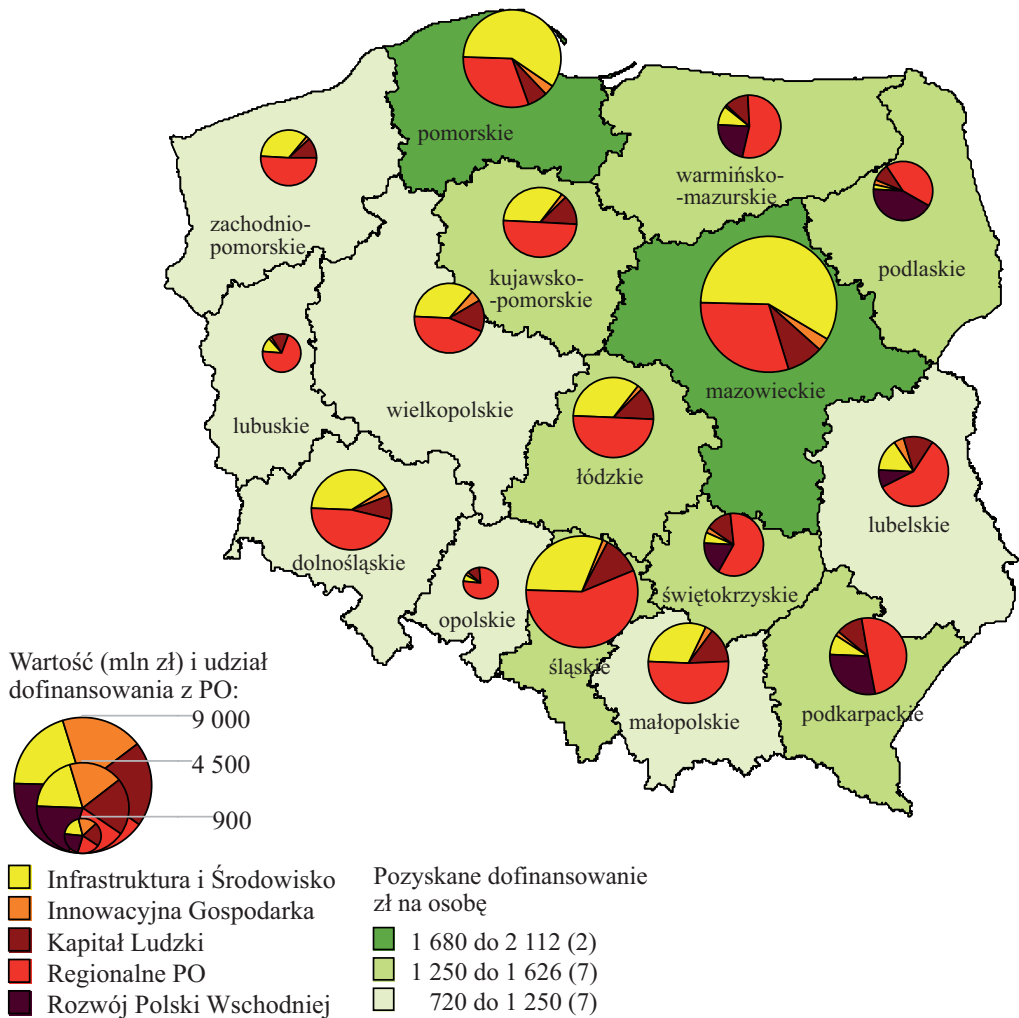 pomorskie
warmińsko-
-mazurskie
zachodnio-
pomorskie
kujawsko-
-pomorskie
podlaskie
mazowieckie
wielkopolskie
lubuskie
łódzkie
lubelskie
dolnośląskie
opolskie
świętokrzyskie
śląskie
małopolskie
podkarpackie
Wartość (mln zł) i udział
dofinansowania z PO:
9 000
4 500
900
Infrastruktura i Środowisko
Innowacyjna Gospodarka
Kapitał Ludzki
Regionalne PO
Rozwój Polski Wschodniej
Pozyskane dofinansowanie
zł na osobę
1 680 do 2 112 (2)
1 250 do 1 626 (7)
720 do 1 250 (7)